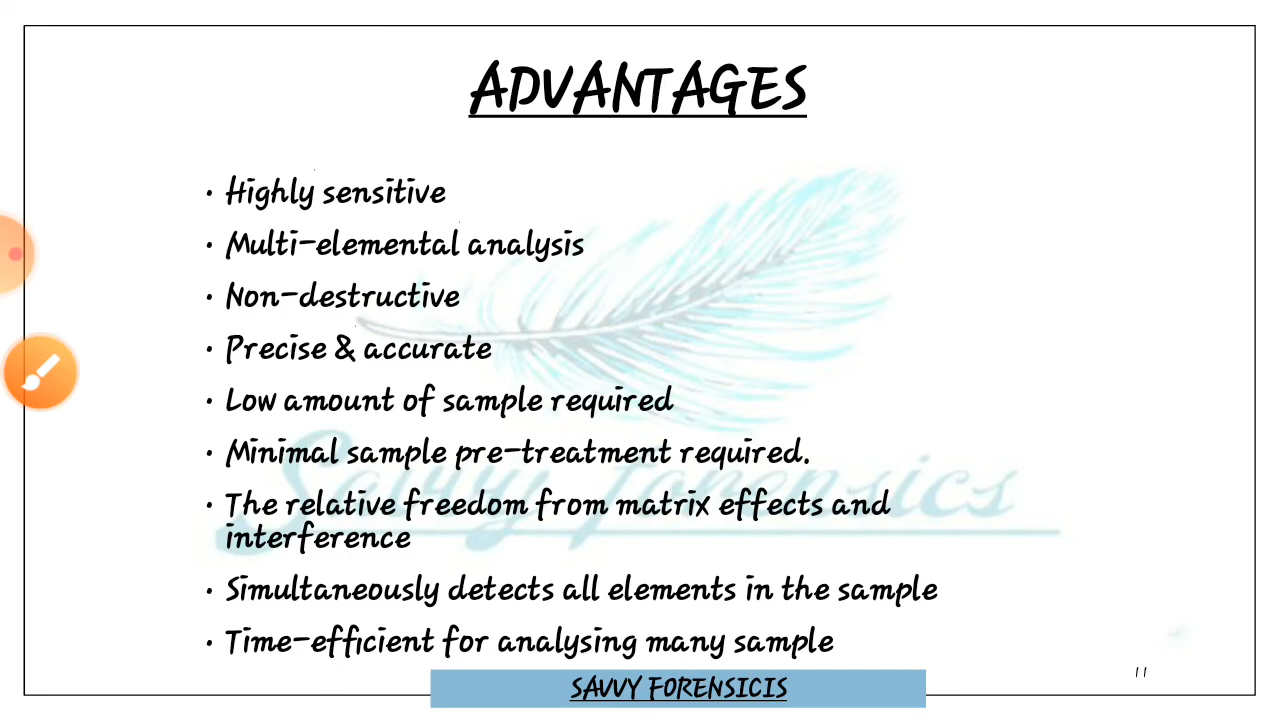 ADVANTAGES
• Highly sensitive
• Multi-elemental analysis
• Non-destructive
• Precise & accurate
• Low amount of sample required
• Minimal sample pre-treatment required.
• The relative freedom from matrix effects and
interference
• Simultaneously detects all elements in the sample
• Time-efficient for analysing many sample
Savvy Forensics
SAVVY FORENSICIS
11